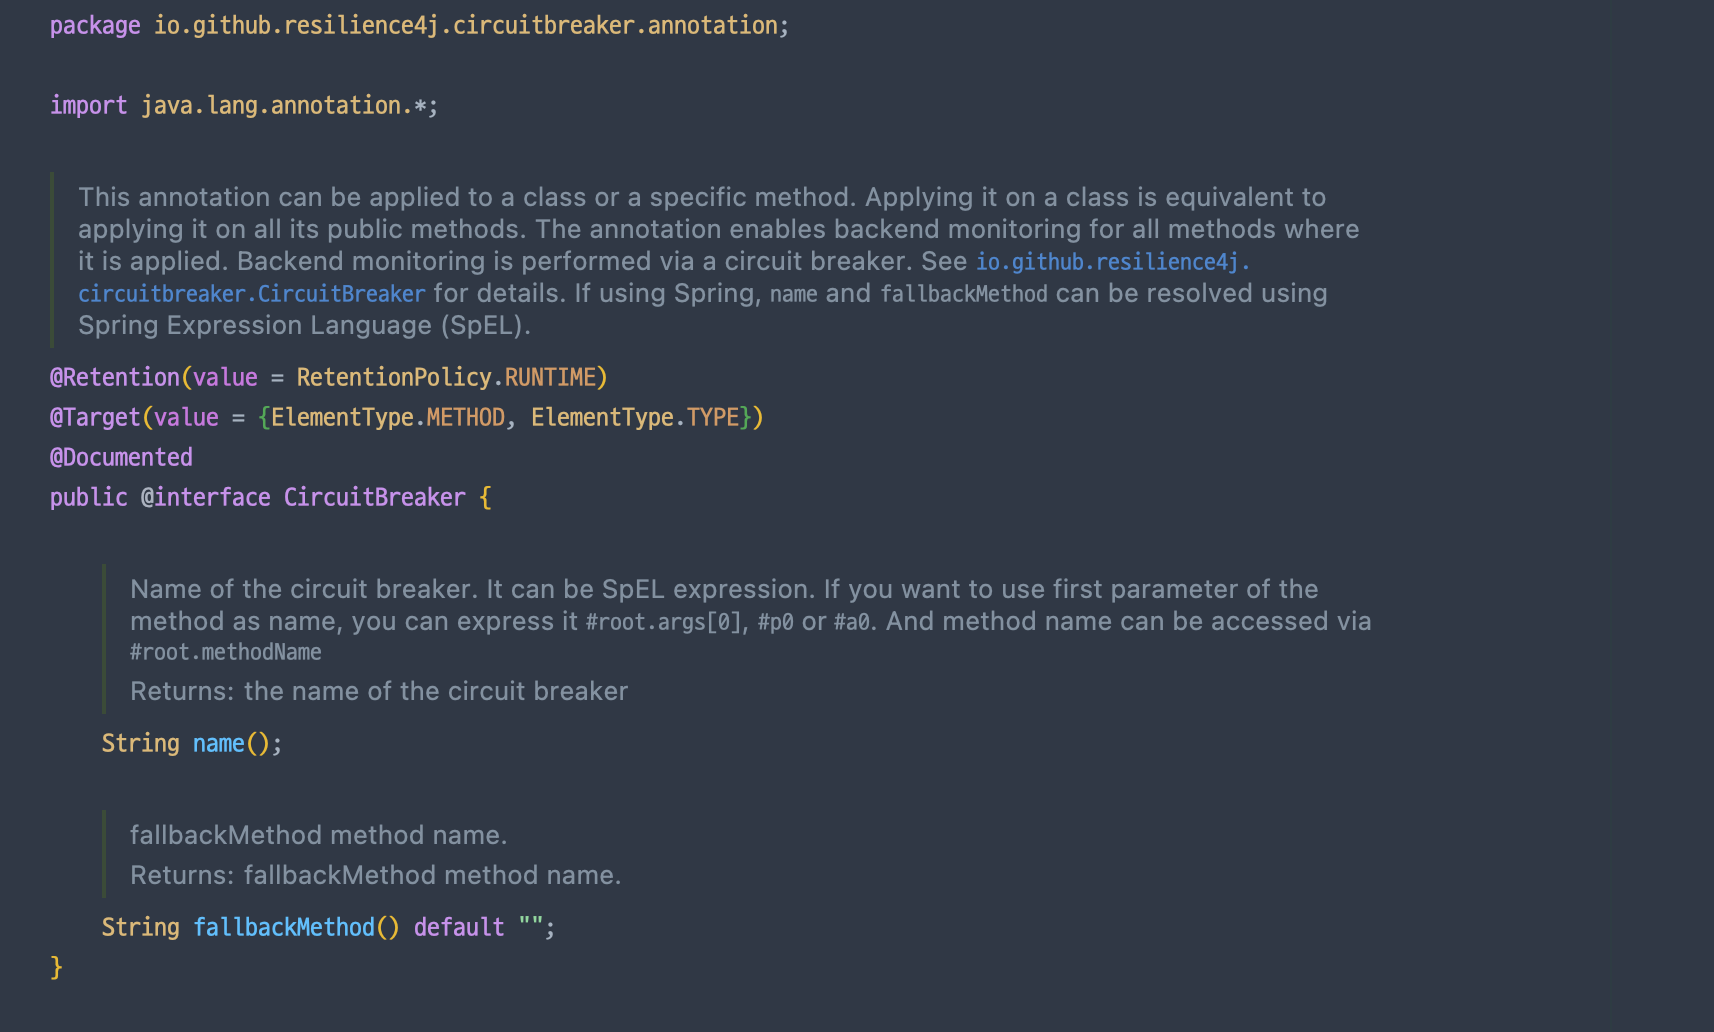 package io.github.resilience4j.circuitbreaker.annotation;
import java.lang.annotation.*;
This annotation can be applied to a class or a specific method. Applying it on a class is equivalent to
applying it on all its public methods. The annotation enables backend monitoring for all methods where
it is applied. Backend monitoring is performed via a circuit breaker. See io.github.resilience4j.
circuitbreaker.CircuitBreaker for details. If using Spring, name and fallbackMethod can be resolved using
Spring Expression Language (SpEL).
@Retention(value = RetentionPolicy.RUNTIME)
@Target(value = {ElementType.METHOD, ElementType.TYPE})
@Documented
public @interface CircuitBreaker {
Name of the circuit breaker. It can be SpEL expression. If you want to use first parameter of the
method as name, you can express it #root.args[0], #p0 or #a0. And method name can be accessed via
#root.methodName
Returns: the name of the circuit breaker
String name();
fallbackMethod method name.
Returns: fallbackMethod method name.
String fallbackMethod() default "";
}